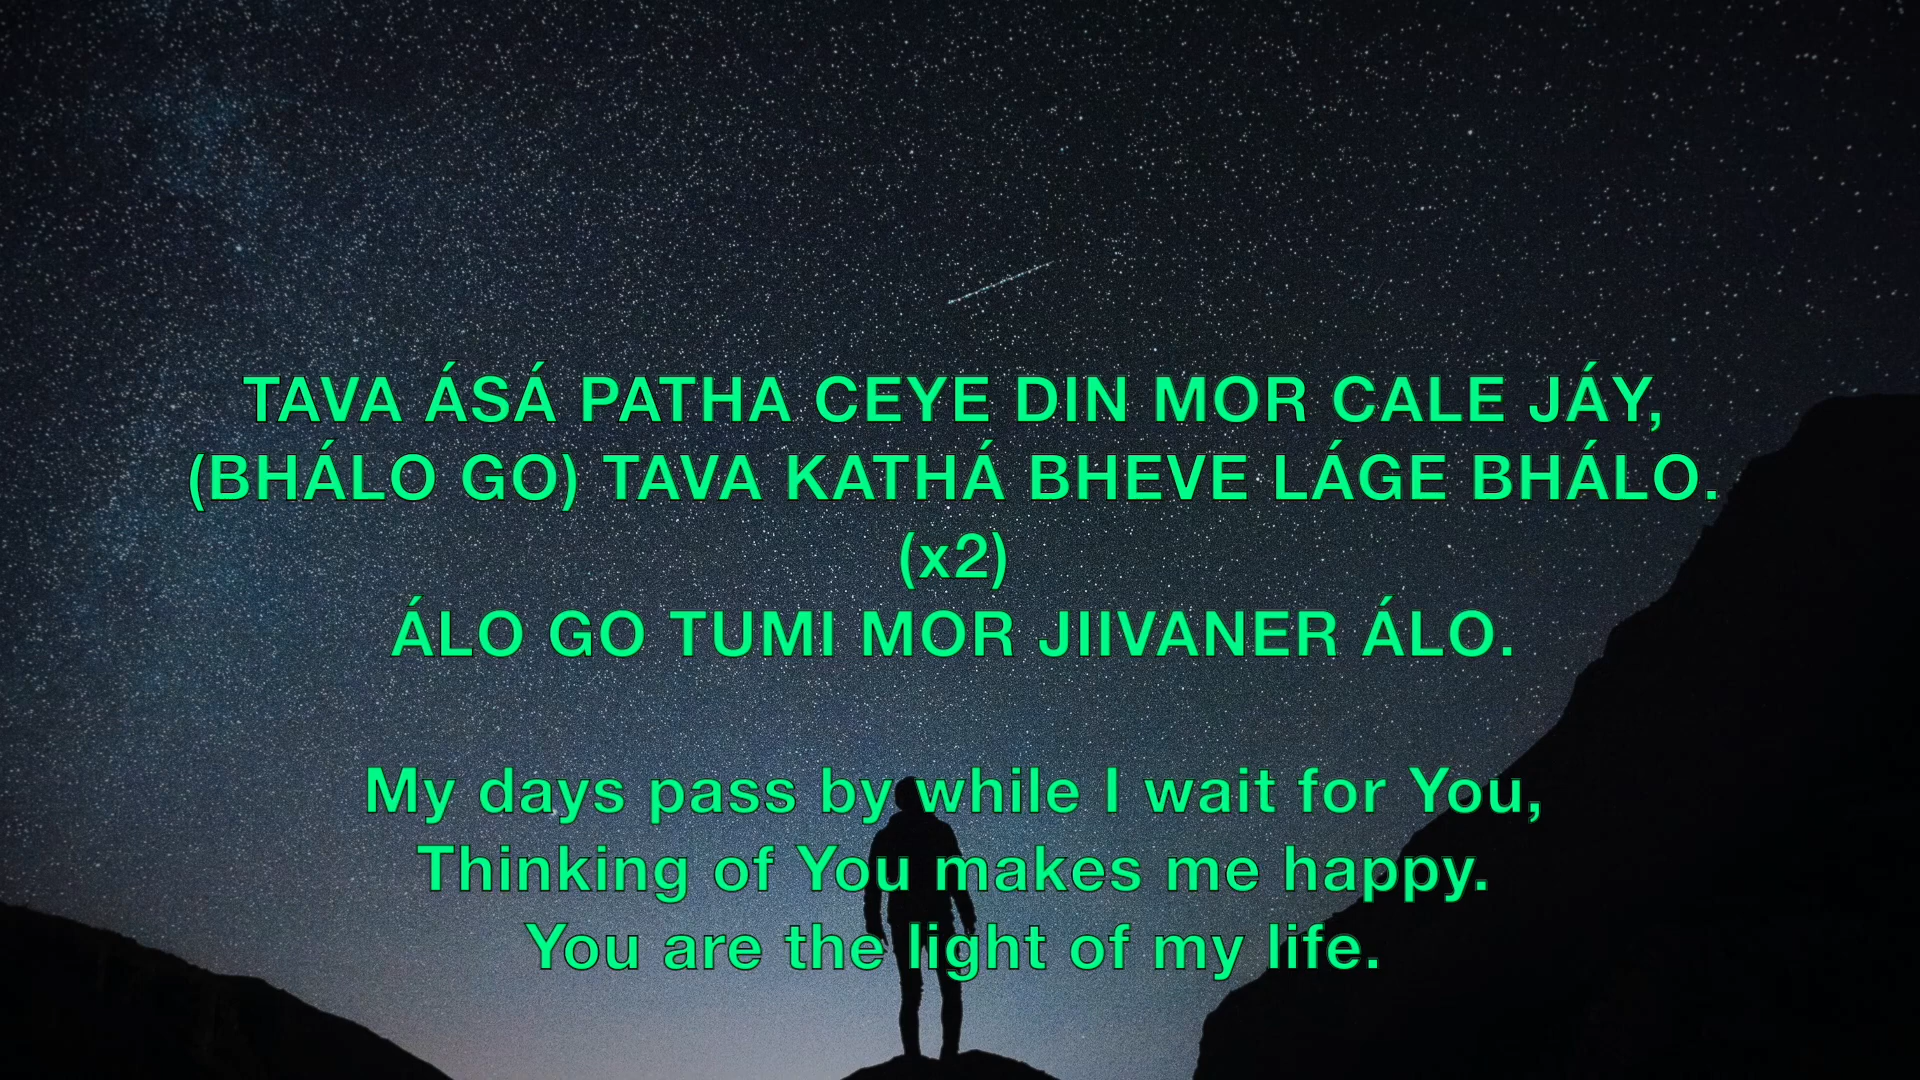 TAVA ÁSÁ PATHA CEYE DIN MOR CALE JÁY,
(BHÁLO GO) TAVA KATHÁ BHEVE LÁGE BHÁLO.
(x2)
ÁLO GO TUMI MOR JIIVANER ÁLO.
My days pass by while I wait for You,
Thinking of You makes me happy.
You are the light of my life.